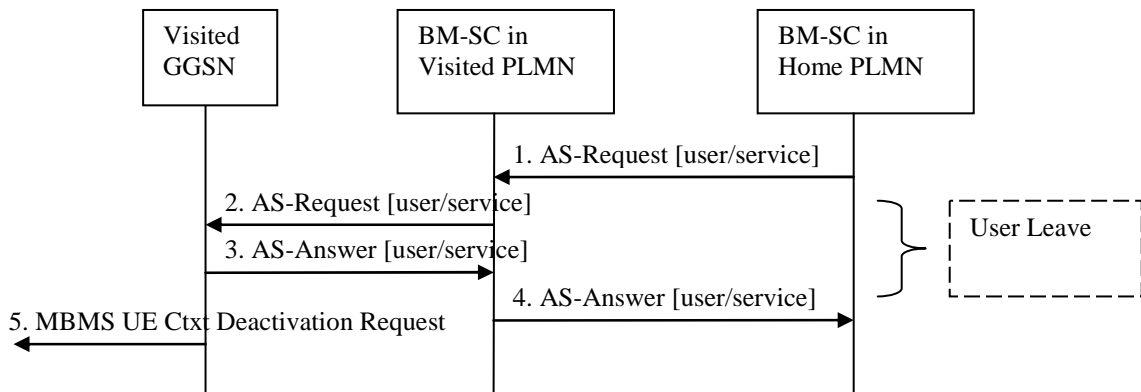 Visited
GGSN
BM-SC in
Visited PLMN
BM-SC in
Home PLMN
1. AS-Request [user/service]
2. AS-Request [user/service]
User Leave
3. AS-Answer [user/service]
4. AS-Answer [user/service]
5. MBMS UE Ctxt Deactivation Request